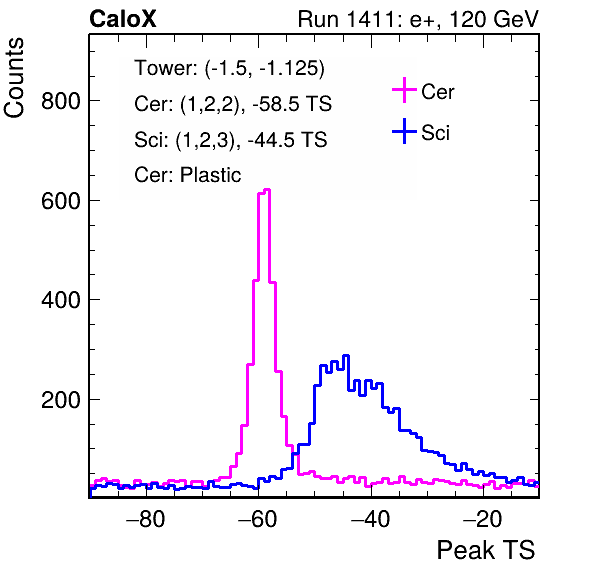 CaloX Run 1411: e+, 120 GeV
Counts
Tower: (-1.5, -1.125)
Cer: (1,2,2), -58.5 TS
Sci: (1,2,3), -44.5 TS
Cer: Plastic
Cer
Sci
800
600
400
200
−80 −60 −40 −20
Peak TS